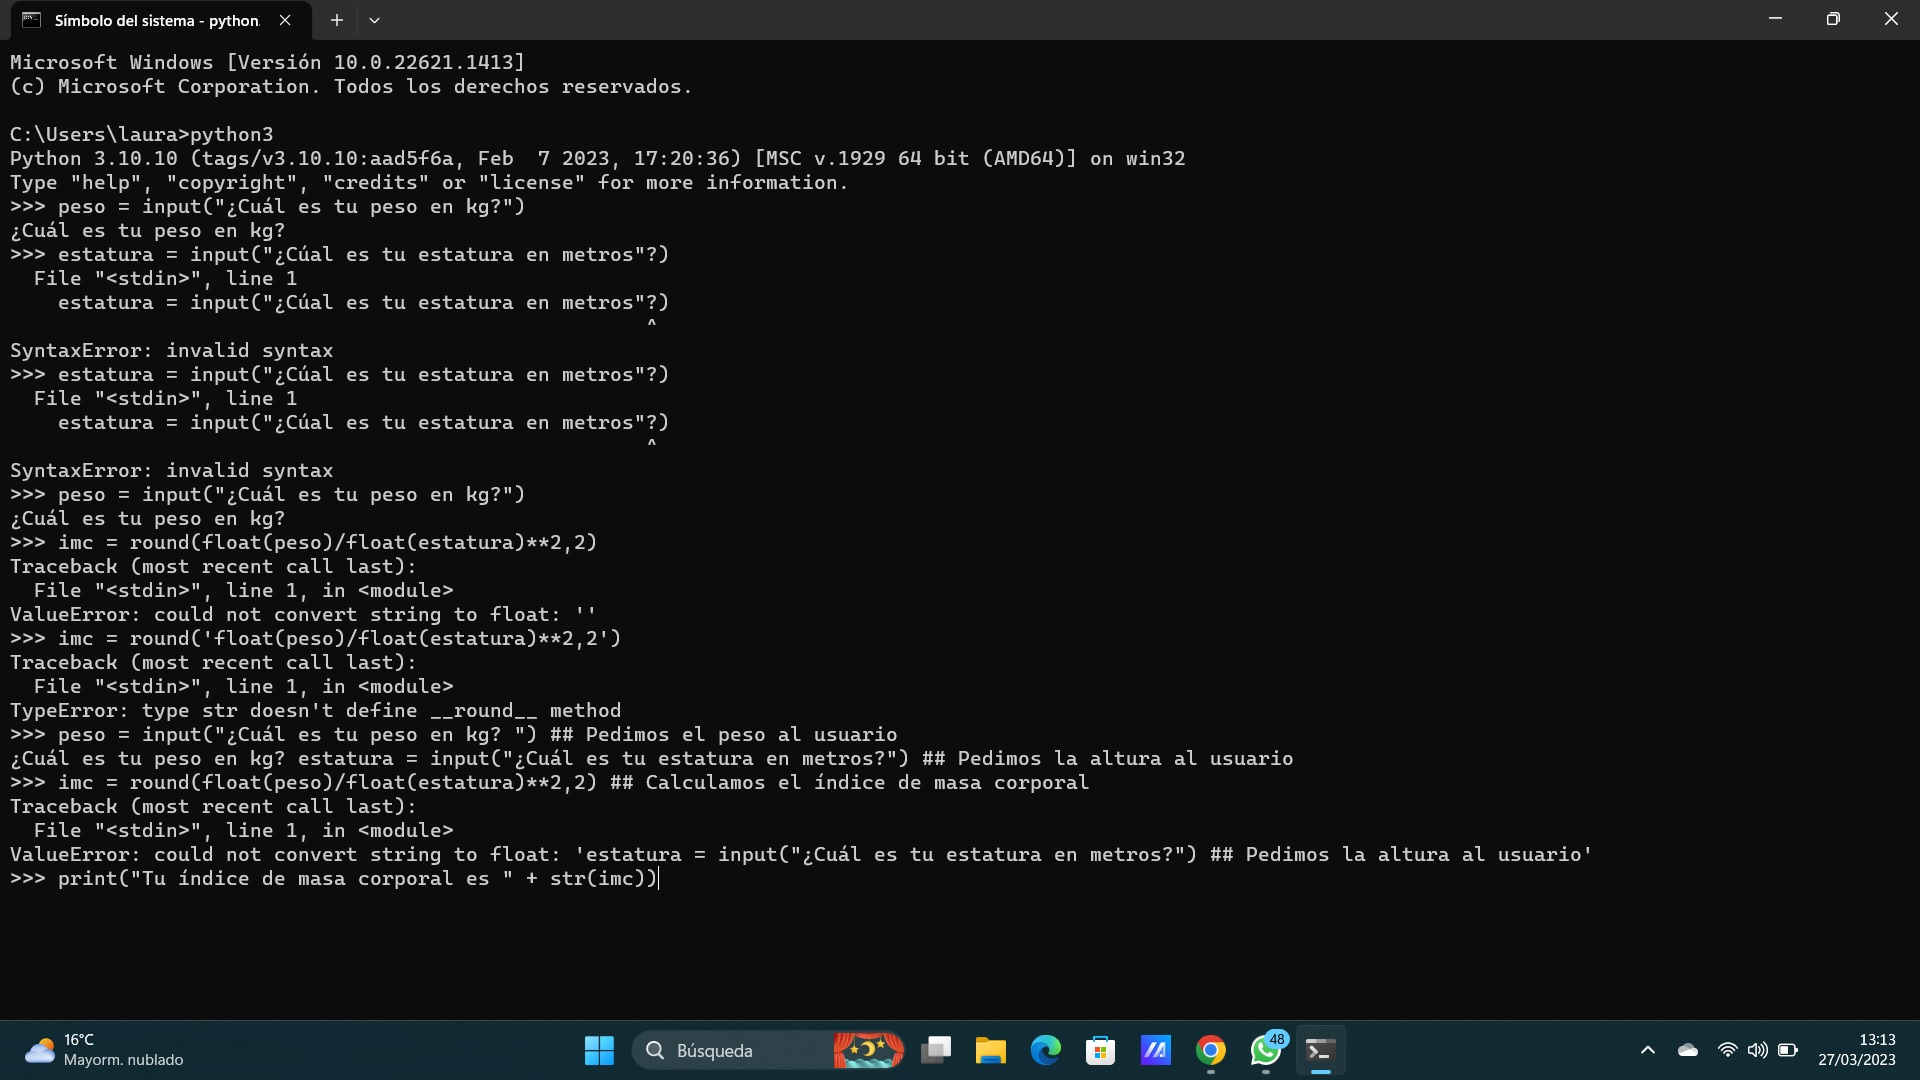 Símbolo del sistema - python
Microsoft Windows [Versión 10.0.22621.1413]
(c) Microsoft Corporation. Todos los derechos reservados.
C:\Users\laura>python3
Python 3.10.10 (tags/v3.10.10:aad5f6a, Feb  7 2023, 17:20:36) [MSC v.1929 64 bit (AMD64)] on win32
Type "help", "copyright", "credits" or "license" for more information.
>>> peso = input("¿Cuál es tu peso en kg?")
¿Cuál es tu peso en kg?
>>> estatura = input("¿Cúal es tu estatura en metros"?)
  File "<stdin>", line 1
    estatura = input("¿Cúal es tu estatura en metros"?)
                                                     ^
SyntaxError: invalid syntax
>>> estatura = input("¿Cúal es tu estatura en metros"?)
  File "<stdin>", line 1
    estatura = input("¿Cúal es tu estatura en metros"?)
                                                     ^
SyntaxError: invalid syntax
>>> peso = input("¿Cuál es tu peso en kg?")
¿Cuál es tu peso en kg?
>>> imc = round(float(peso)/float(estatura)**2,2)
Traceback (most recent call last):
  File "<stdin>", line 1, in <module>
ValueError: could not convert string to float: ''
>>> imc = round('float(peso)/float(estatura)**2,2')
Traceback (most recent call last):
  File "<stdin>", line 1, in <module>
TypeError: type str doesn't define __round__ method
>>> peso = input("¿Cuál es tu peso en kg? ") ## Pedimos el peso al usuario
¿Cuál es tu peso en kg? estatura = input("¿Cuál es tu estatura en metros?") ## Pedimos la altura al usuario
>>> imc = round(float(peso)/float(estatura)**2,2) ## Calculamos el índice de masa corporal
Traceback (most recent call last):
  File "<stdin>", line 1, in <module>
ValueError: could not convert string to float: 'estatura = input("¿Cuál es tu estatura en metros?") ## Pedimos la altura al usuario'
>>> print("Tu índice de masa corporal es " + str(imc))
16°C
Mayorm. nublado
Búsqueda
48
13:13
27/03/2023